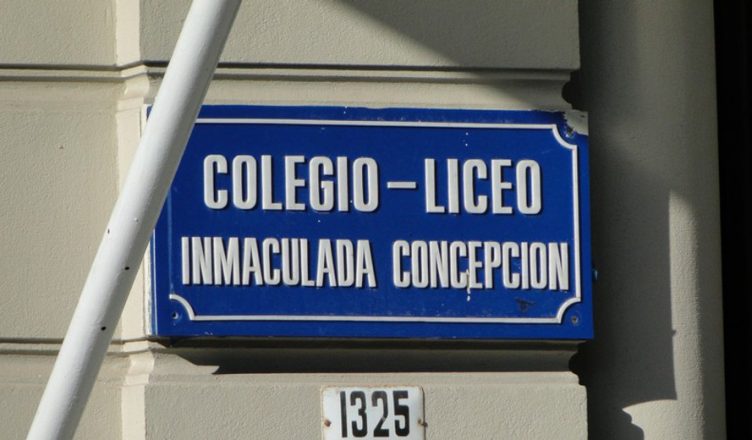 COLEGIO – LICEO
INMACULADA CONCEPCION
1325